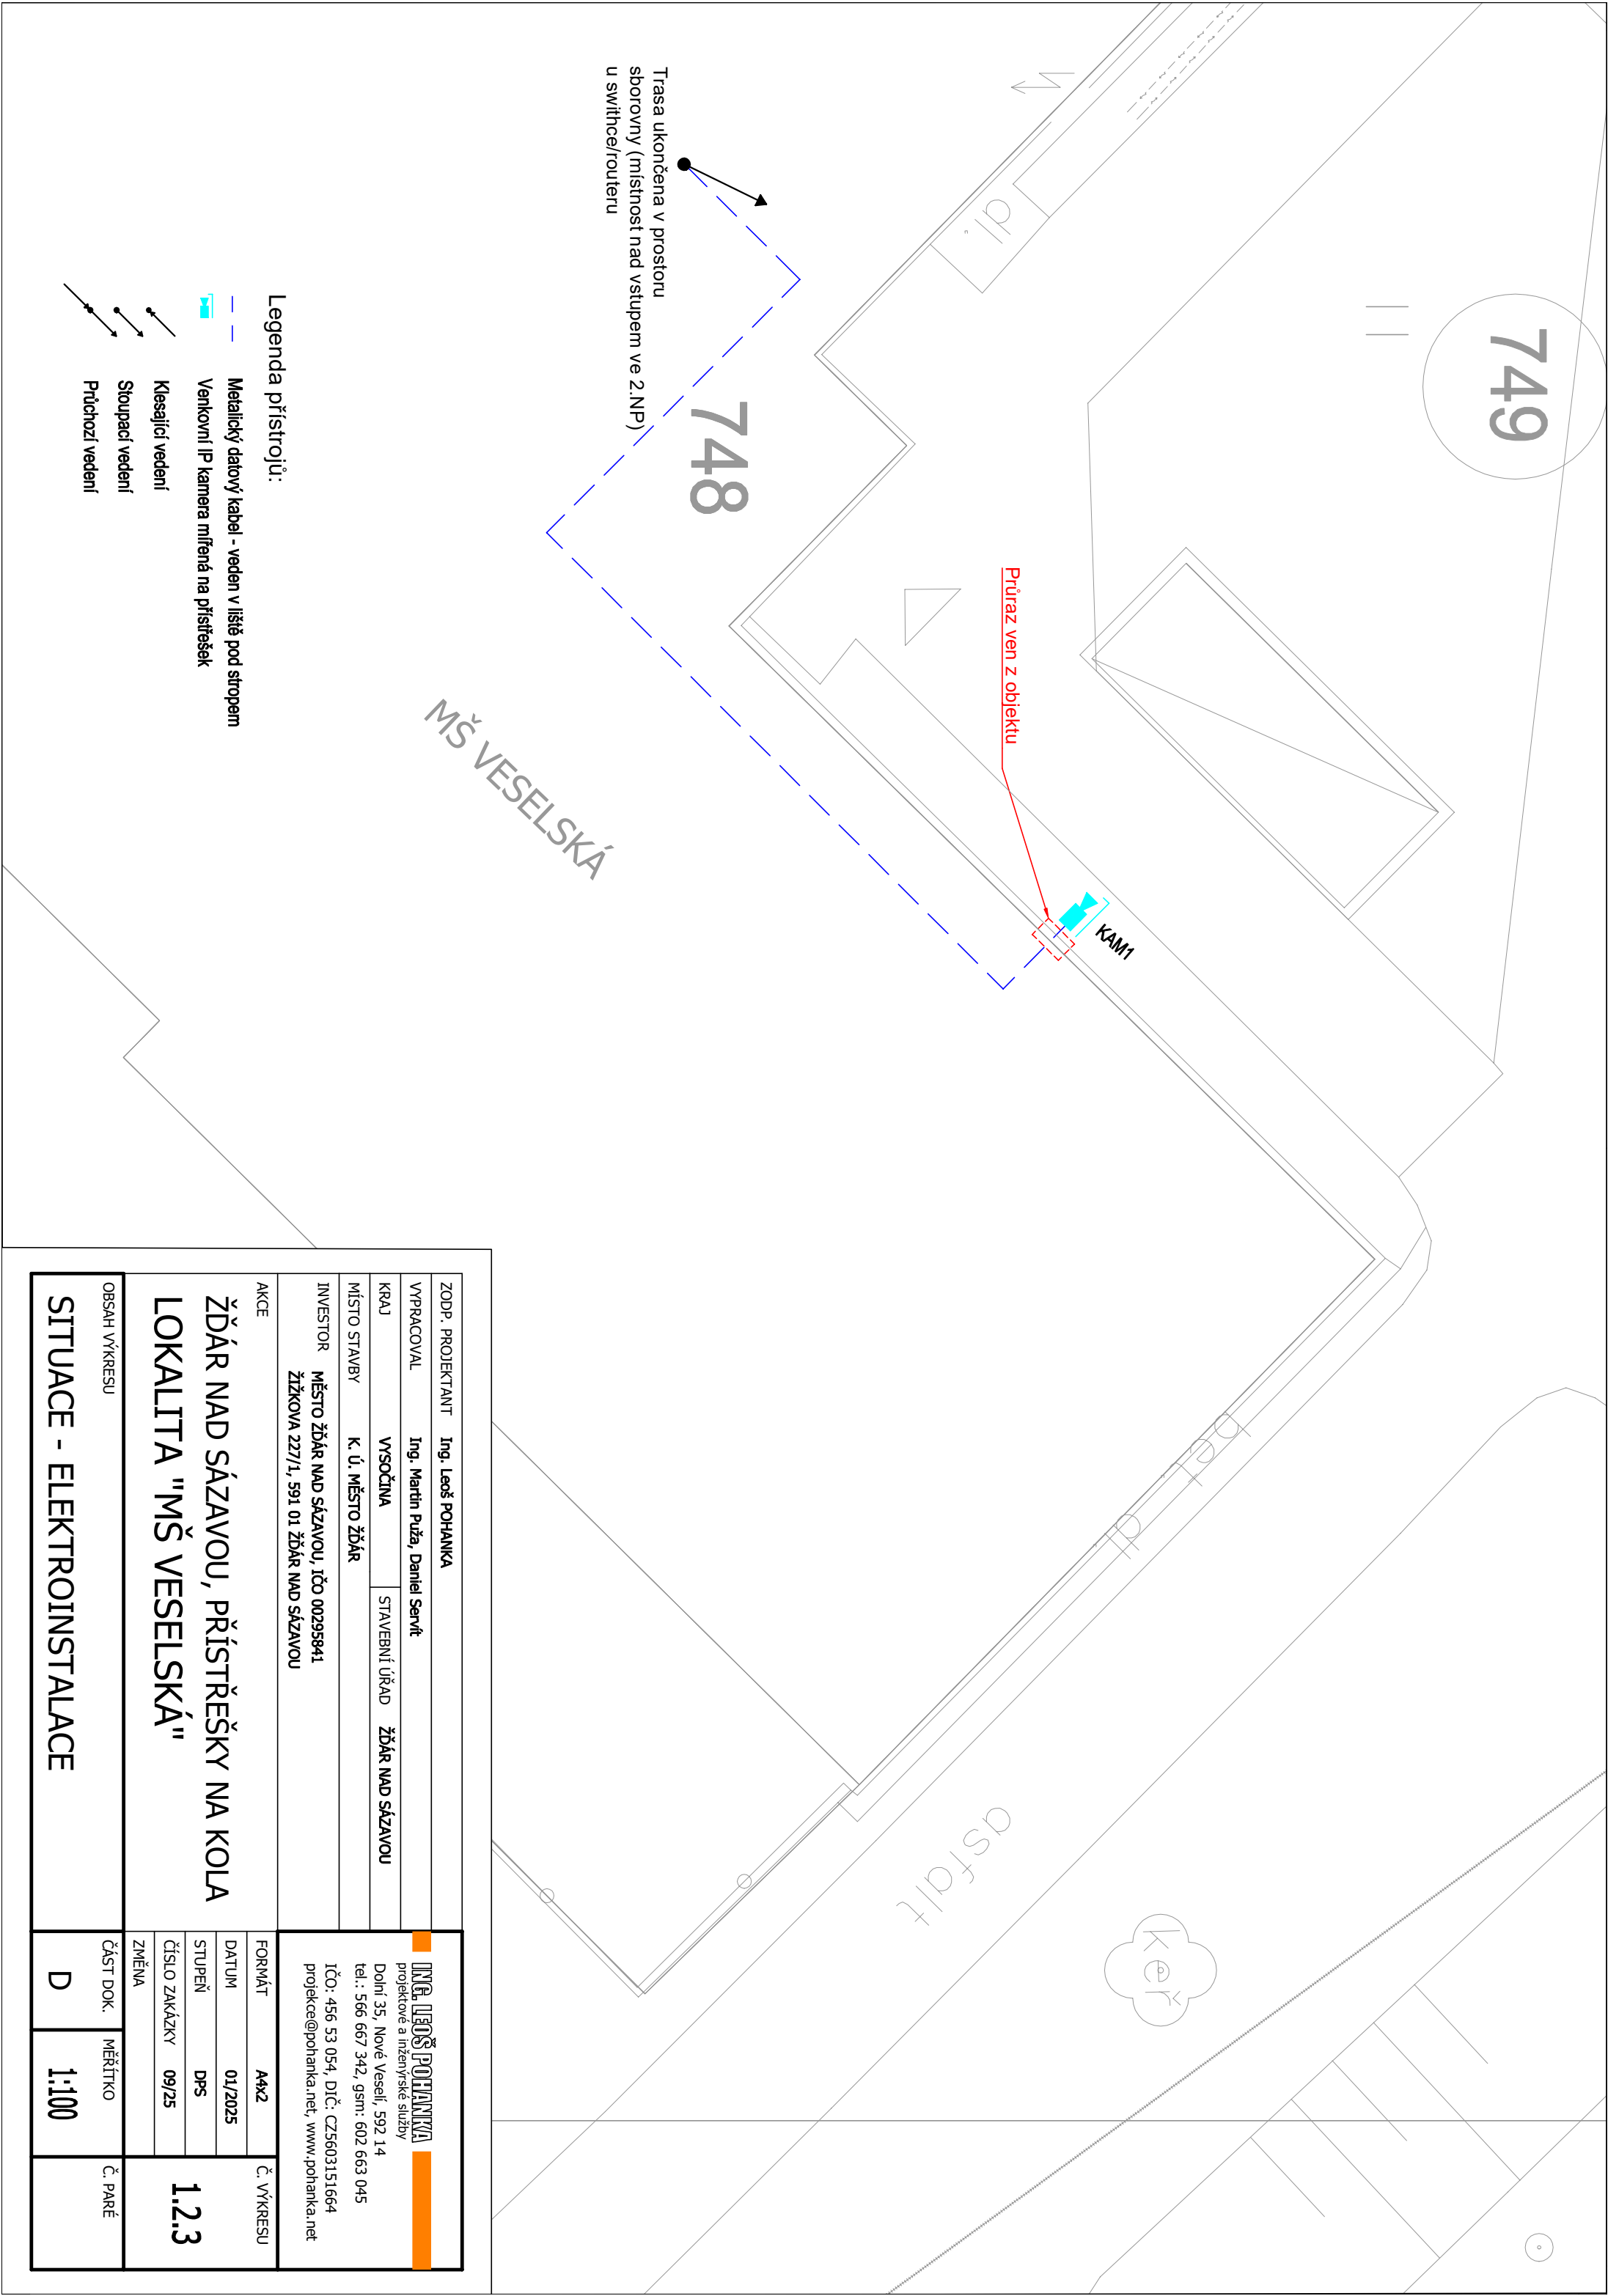 749
dl.
748
Trasa ukončena v prostoru
sborovny (místnost nad vstupem ve 2.NP)
u swithce/routeru
Průraz ven z objektu
KAM1
MŠ VESELSKÁ
bet. dl.
asfalt
keř
Legenda přístrojů:
Metalický datový kabel - veden v liště pod stropem
Venkovní IP kamera mířená na přístřešek
Klesající vedení
Stoupací vedení
Průchozí vedení
ZODP. PROJEKTANT Ing. Leoš POHANKA
VYPRACOVAL Ing. Martin Puža, Daniel Servít
KRAJ VYSOČINA STAVEBNÍ ÚŘAD ŽĎÁR NAD SÁZAVOU
MÍSTO STAVBY K. Ú. MĚSTO ŽĎÁR
INVESTOR MĚSTO ŽĎÁR NAD SÁZAVOU, IČO 00295841
ŽIŽKOVA 227/1, 591 01 ŽĎÁR NAD SÁZAVOU
ING. LEOŠ POHANKA
projektové a inženýrské služby
Dolní 35, Nové Veselí, 592 14
tel.: 566 667 342, gsm: 602 663 045
IČO: 456 53 054, DIČ: CZ5603151664
projekce@pohanka.net, www.pohanka.net
AKCE
ŽĎÁR NAD SÁZAVOU, PŘÍSTŘEŠKY NA KOLA
LOKALITA "MŠ VESELSKÁ"
FORMÁT A4x2
DATUM 01/2025
STUPEŇ DPS
ČÍSLO ZAKÁZKY 09/25
ZMĚNA
Č. VÝKRESU
1.2.3
OBSAH VÝKRESU
SITUACE - ELEKTROINSTALACE
ČÁST DOK.
D
MĚŘÍTKO
1:100
Č. PARÉ